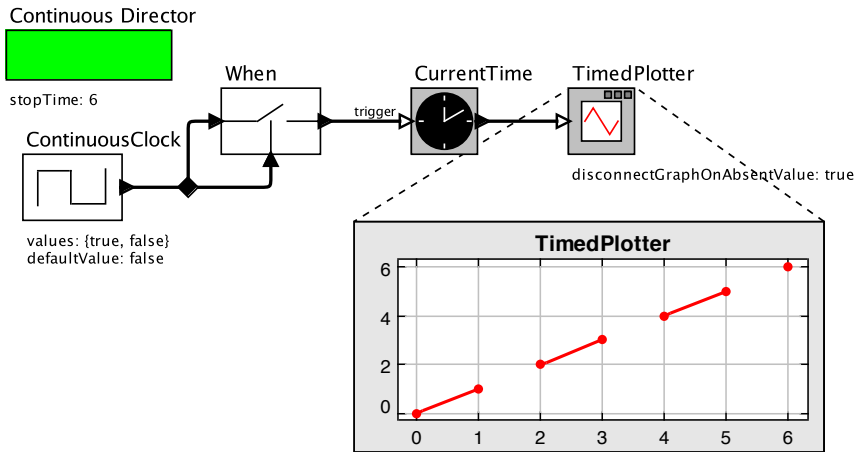 Continuous Director
stopTime: 6
ContinuousClock
values: {true, false}
defaultValue: false
When
trigger
CurrentTime
TimedPlotter
disconnectGraphOnAbsentValue: true
TimedPlotter
6
4
2
0
0 1 2 3 4 5 6